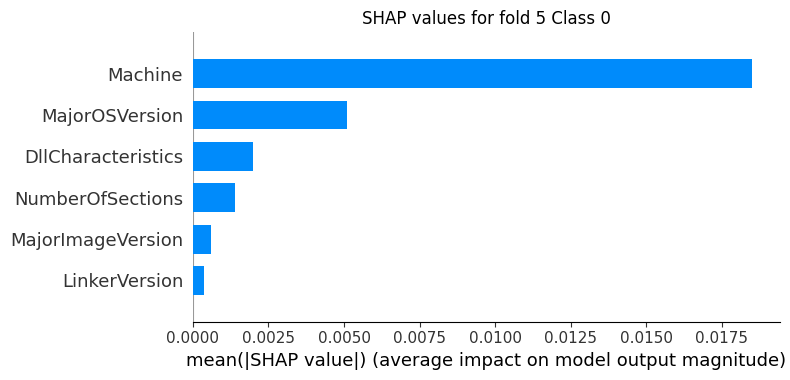 SHAP values for fold 5 Class 0
Machine
MajorOSVersion
DllCharacteristics
NumberOfSections
MajorImageVersion
LinkerVersion
0.0000 0.0025 0.0050 0.0075 0.0100 0.0125 0.0150 0.0175
mean(|SHAP value|) (average impact on model output magnitude)